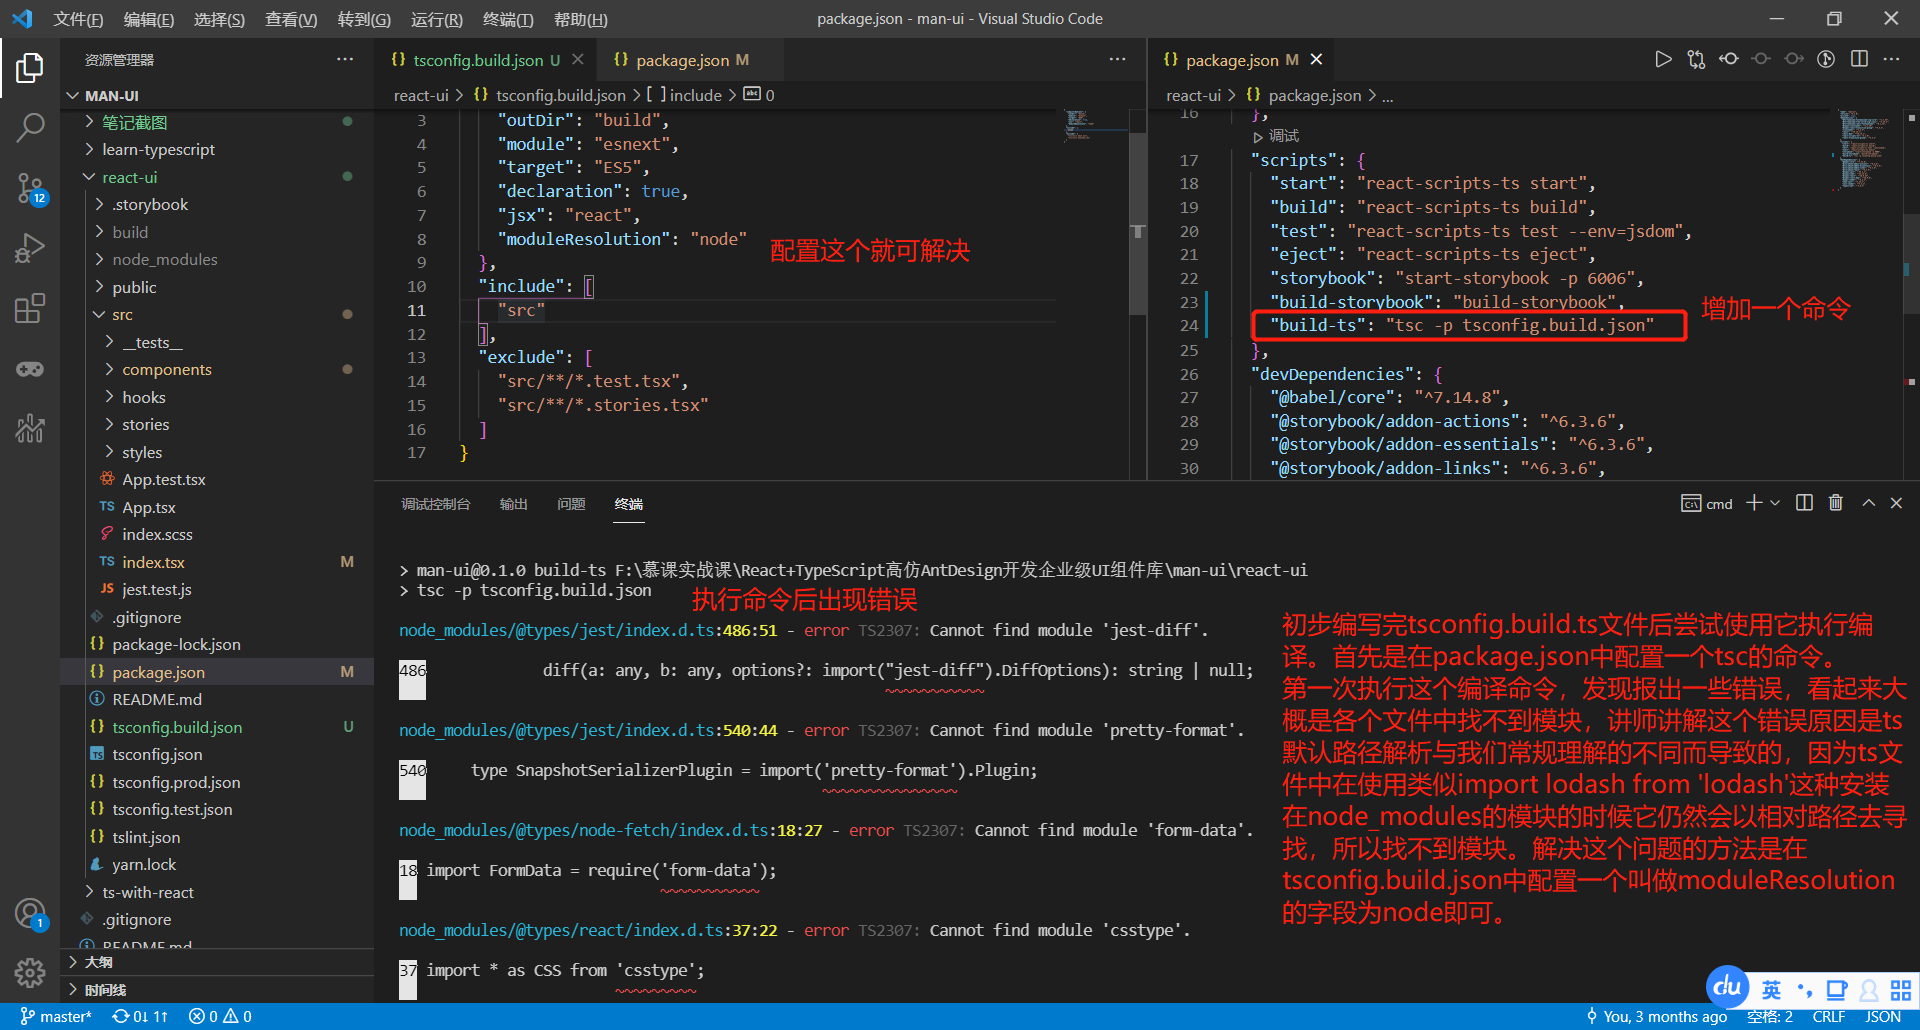 文件(F) 编辑(E) 选择(S) 查看(V) 转到(G) 运行(R) 终端(T) 帮助(H)
package.json - man-ui - Visual Studio Code
资源管理器
MAN-UI
笔记截图
learn-typescript
react-ui
.storybook
build
node_modules
public
src
__tests__
components
hooks
stories
styles
App.test.tsx
TS App.tsx
index.scss
TS index.tsx M
JS jest.test.js
.gitignore
{} package-lock.json
{} package.json M
README.md
{} tsconfig.build.json U
TS tsconfig.json
{} tsconfig.prod.json
{} tsconfig.test.json
{} tslint.json
yarn.lock
ts-with-react
.gitignore
README.md
大纲
时间线
12
1
{} tsconfig.build.json U
{} package.json M
react-ui > {} tsconfig.build.json > [ ] include > abc 0
3 "outDir": "build",
4 "module": "esnext",
5 "target": "ES5",
6 "declaration": true,
7 "jsx": "react",
8 "moduleResolution": "node"
配置这个就可解决
9 },
10 "include": [
11 "src"
12 ],
13 "exclude": [
14 "src/**/*.test.tsx",
15 "src/**/*.stories.tsx"
16 ]
17 }
{} package.json M
react-ui > {} package.json > ...
16 },
调试
17 "scripts": {
18 "start": "react-scripts-ts start",
19 "build": "react-scripts-ts build",
20 "test": "react-scripts-ts test --env=jsdom",
21 "eject": "react-scripts-ts eject",
22 "storybook": "start-storybook -p 6006",
23 "build-storybook": "build-storybook",
24 "build-ts": "tsc -p tsconfig.build.json"
增加一个命令
25 },
26 "devDependencies": {
27 "@babel/core": "^7.14.8",
28 "@storybook/addon-actions": "^6.3.6",
29 "@storybook/addon-essentials": "^6.3.6",
30 "@storybook/addon-links": "^6.3.6",
调试控制台 输出 问题 终端
cmd
> man-ui@0.1.0 build-ts F:\慕课实战课\React+TypeScript高仿AntDesign开发企业级UI组件库\man-ui\react-ui
> tsc -p tsconfig.build.json
执行命令后出现错误
node_modules/@types/jest/index.d.ts:486:51 - error TS2307: Cannot find module 'jest-diff'.
486 diff(a: any, b: any, options?: import("jest-diff").DiffOptions): string | null;
node_modules/@types/jest/index.d.ts:540:44 - error TS2307: Cannot find module 'pretty-format'.
540 type SnapshotSerializerPlugin = import('pretty-format').Plugin;
node_modules/@types/node-fetch/index.d.ts:18:27 - error TS2307: Cannot find module 'form-data'.
18 import FormData = require('form-data');
node_modules/@types/react/index.d.ts:37:22 - error TS2307: Cannot find module 'csstype'.
37 import * as CSS from 'csstype';
初步编写完tsconfig.build.ts文件后尝试使用它执行编
译。首先是在package.json中配置一个tsc的命令。
第一次执行这个编译命令，发现报出一些错误，看起来大
概是各个文件中找不到模块，讲师讲解这个错误原因是ts
默认路径解析与我们常规理解的不同而导致的，因为ts文
件中在使用类似import lodash from 'lodash'这种安装
在node_modules的模块的时候它仍然会以相对路径去寻
找，所以找不到模块。解决这个问题的方法是在
tsconfig.build.json中配置一个叫做moduleResolution
的字段为node即可。
du 英
master* 0↓ 1↑ 0 0
You, 3 months ago 空格: 2 CRLF JSON